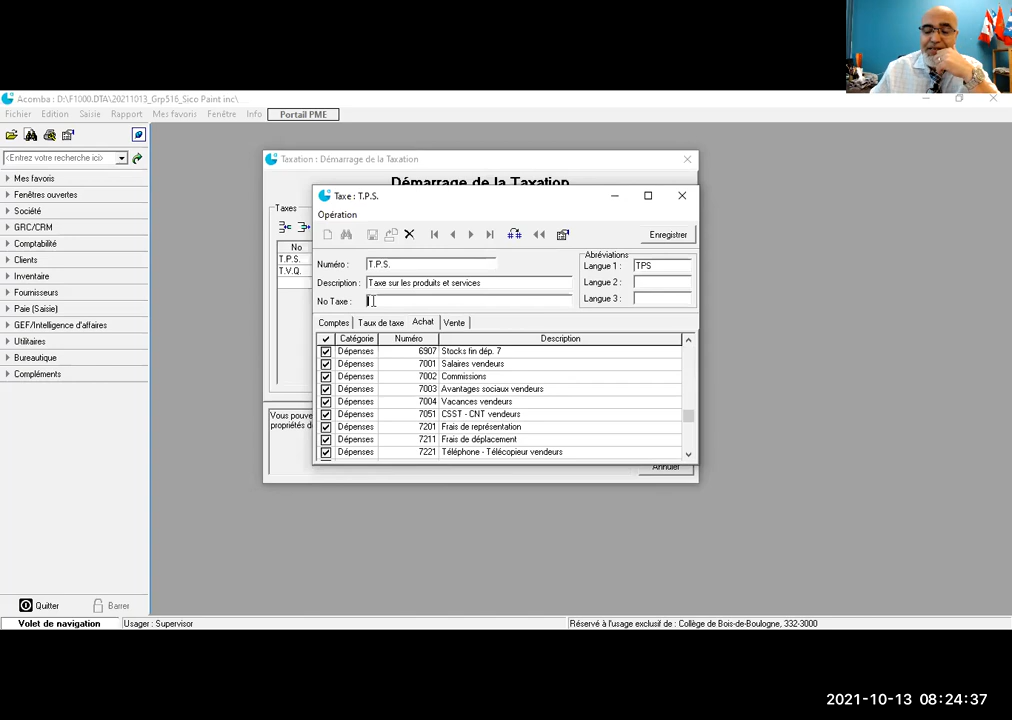 Acomba : D:\F1000.DTA\20211013_Grp516_Sico Paint inc\...
Fichier Edition Saisie Rapport Mes favoris Fenêtre Info Portail PME
<Entrez votre recherche ici>
Mes favoris
Fenêtres ouvertes
Société
GRC/CRM
Comptabilité
Clients
Inventaire
Fournisseurs
Paie (Saisie)
GEF/Intelligence d'affaires
Utilitaires
Bureautique
Compléments
Taxation : Démarrage de la Taxation
Démarrage de la Taxation
Taxes
No
T.P.S.
T.V.Q.
Vous pouve
propriétés d
Annuler
Taxe : T.P.S.
Opération
Enregistrer
Numéro : T.P.S.
Description : Taxe sur les produits et services
No Taxe :
Abréviations
Langue 1 : TPS
Langue 2 :
Langue 3 :
Comptes Taux de taxe Achat Vente
Catégorie Numéro Description
Dépenses 6907 Stocks fin dép. 7
Dépenses 7001 Salaires vendeurs
Dépenses 7002 Commissions
Dépenses 7003 Avantages sociaux vendeurs
Dépenses 7004 Vacances vendeurs
Dépenses 7051 CSST - CNT vendeurs
Dépenses 7201 Frais de représentation
Dépenses 7211 Frais de déplacement
Dépenses 7221 Téléphone - Télécopieur vendeurs
Quitter Barrer
Volet de navigation Usager : Supervisor Réservé à l'usage exclusif de : Collège de Bois-de-Boulogne, 332-3000
2021-10-13 08:24:37